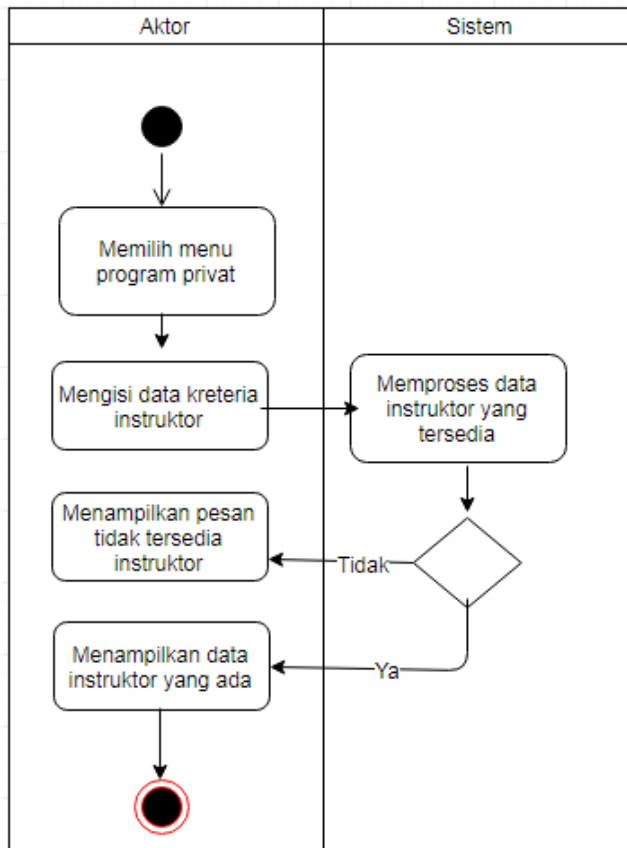 Aktor
Sistem
Memilih menu
program privat
Mengisi data kreteria
instruktor
Memproses data
instruktor yang
tersedia
Menampilkan pesan
tidak tersedia
instruktor
Tidak
Menampilkan data
instruktor yang ada
Ya